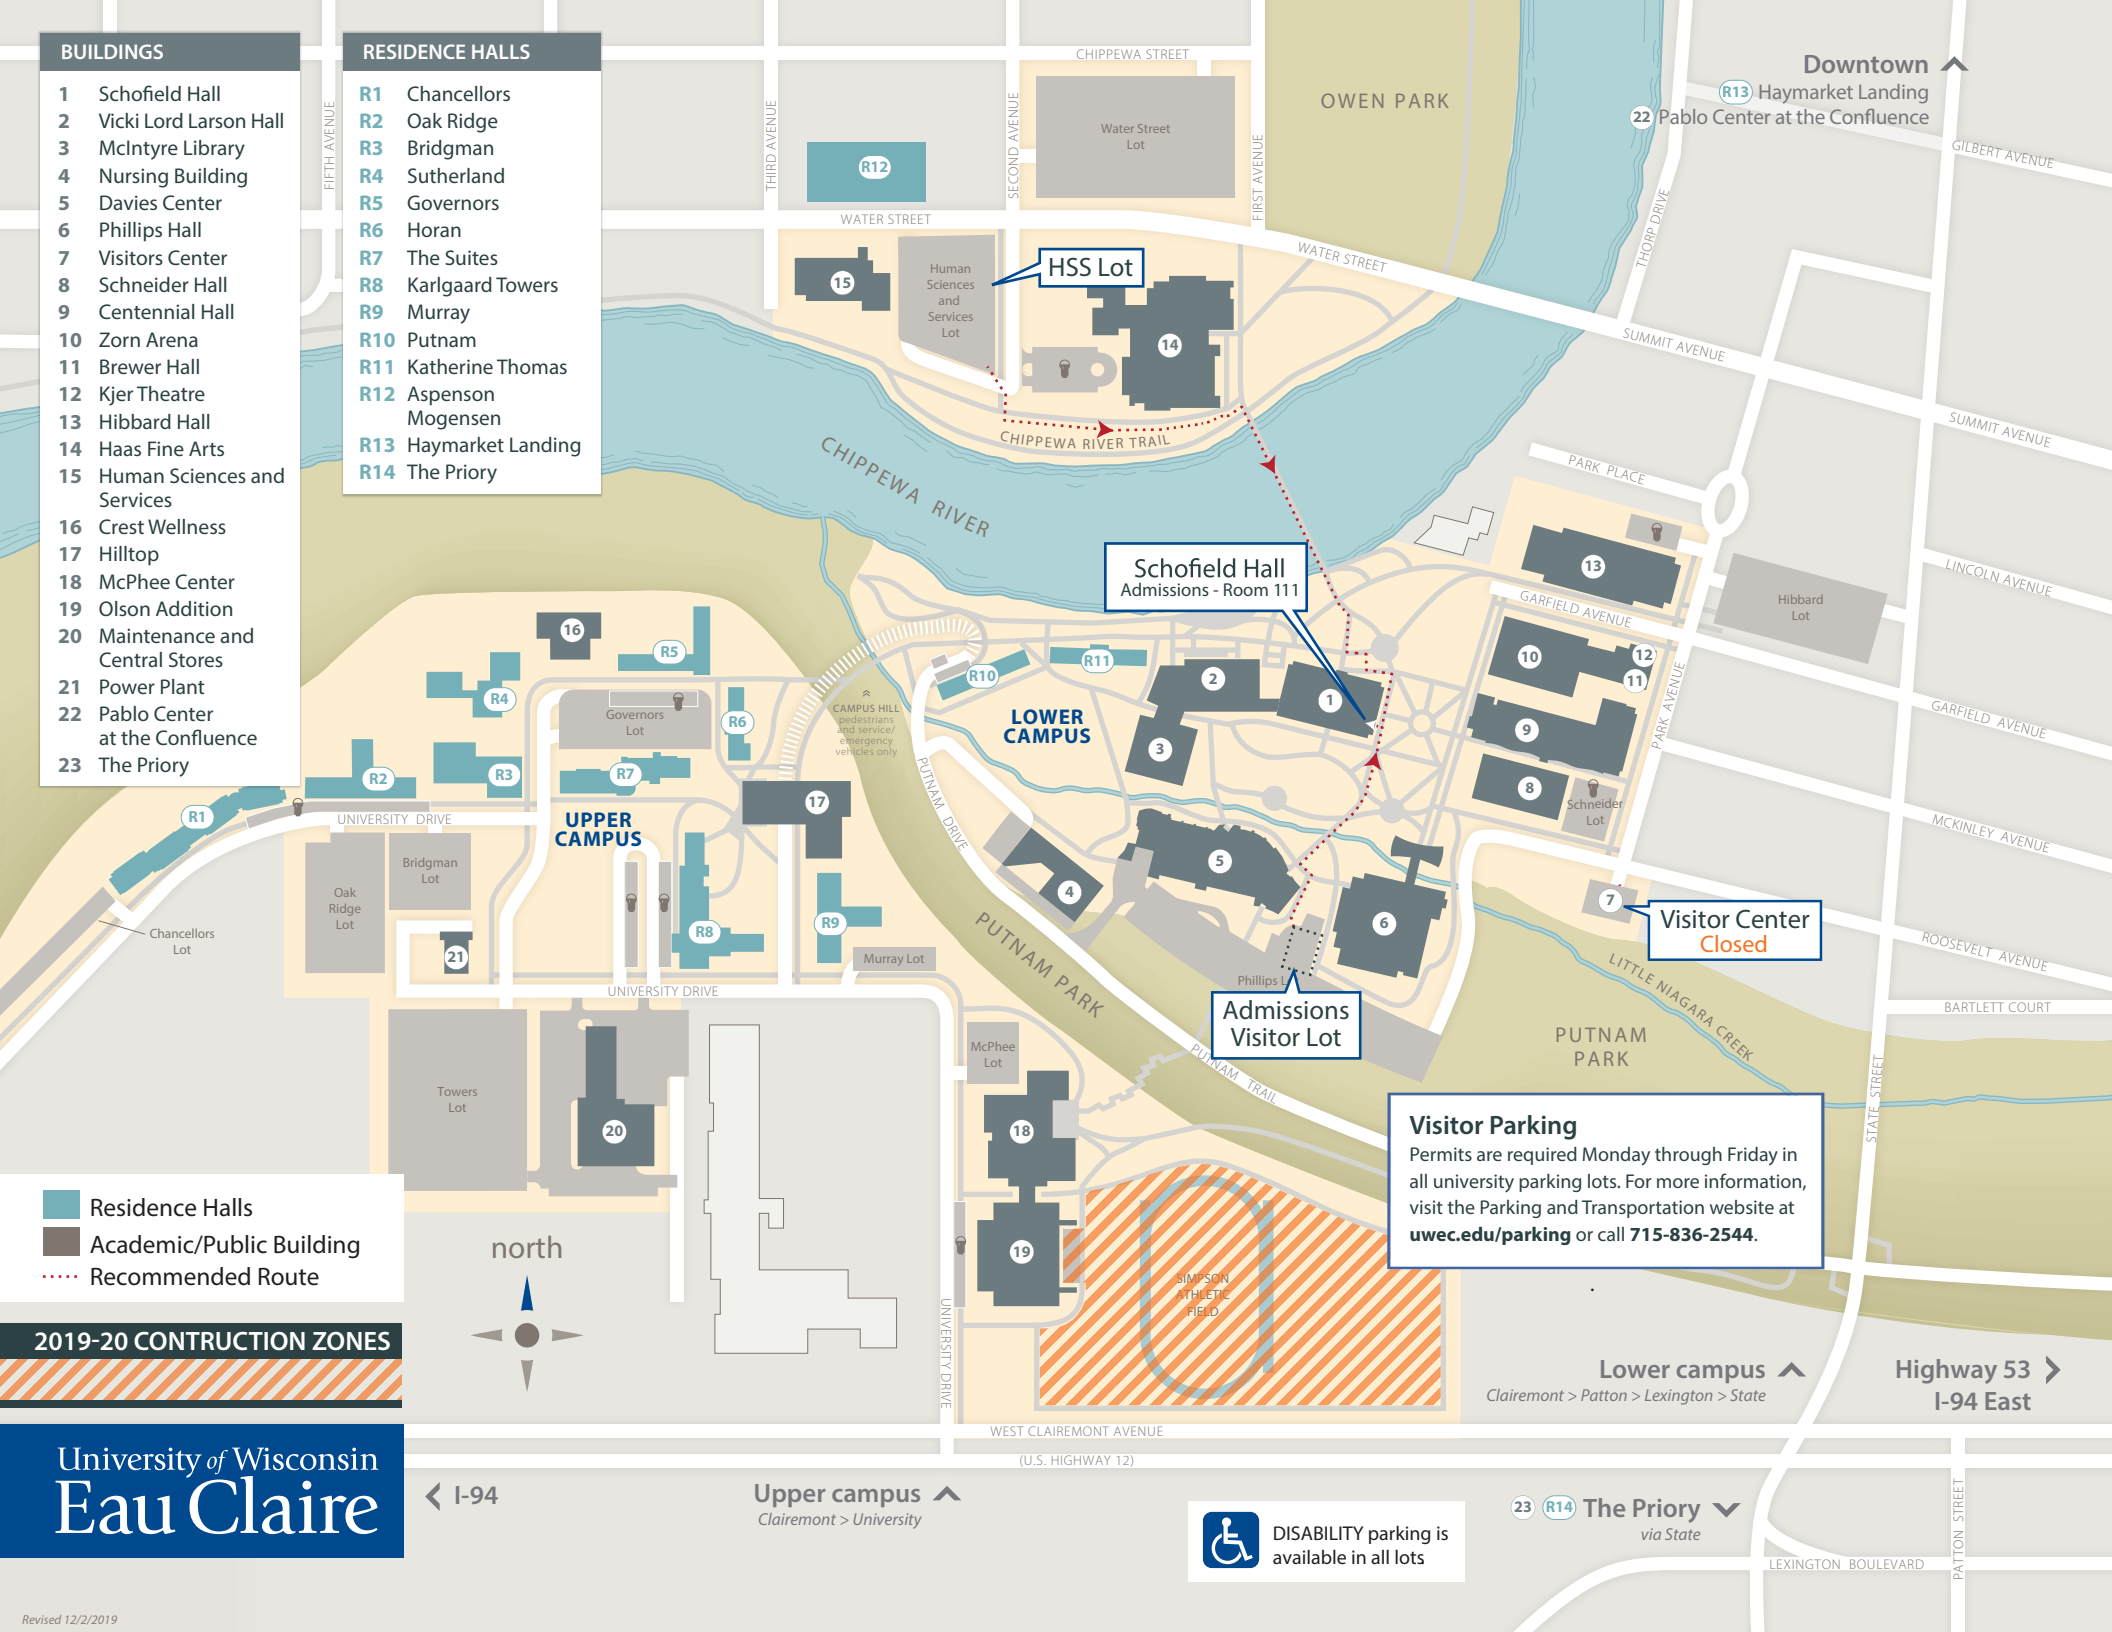 BUILDINGS
1 Schofield Hall
2 Vicki Lord Larson Hall
3 McIntyre Library
4 Nursing Building
5 Davies Center
6 Phillips Hall
7 Visitors Center
8 Schneider Hall
9 Centennial Hall
10 Zorn Arena
11 Brewer Hall
12 Kjer Theatre
13 Hibbard Hall
14 Haas Fine Arts
15 Human Sciences and
Services
16 Crest Wellness
17 Hilltop
18 McPhee Center
19 Olson Addition
20 Maintenance and
Central Stores
21 Power Plant
22 Pablo Center
at the Confluence
23 The Priory
RESIDENCE HALLS
R1 Chancellors
R2 Oak Ridge
R3 Bridgman
R4 Sutherland
R5 Governors
R6 Horan
R7 The Suites
R8 Karlgaard Towers
R9 Murray
R10 Putnam
R11 Katherine Thomas
R12 Aspenson
Mogensen
R13 Haymarket Landing
R14 The Priory
FIFTH AVENUE
THIRD AVENUE
SECOND AVENUE
FIRST AVENUE
CHIPPEWA STREET
Water Street
Lot
R12
WATER STREET
WATER STREET
OWEN PARK
Downtown
R13 Haymarket Landing
22 Pablo Center at the Confluence
GILBERT AVENUE
THORP DRIVE
SUMMIT AVENUE
SUMMIT AVENUE
15
Human
Sciences
and
Services
Lot
HSS Lot
14
CHIPPEWA RIVER TRAIL
CHIPPEWA RIVER
PARK PLACE
LINCOLN AVENUE
13
Hibbard
Lot
GARFIELD AVENUE
GARFIELD AVENUE
Schofield Hall
Admissions - Room 111
10
12
11
PARK AVENUE
9
8
Schneider
Lot
MCKINLEY AVENUE
ROOSEVELT AVENUE
BARTLETT COURT
STATE STREET
7
Visitor Center
Closed
LITTLE NIAGARA CREEK
PUTNAM
PARK
16
R5
R4
Governors
Lot
R6
R7
R2
R3
R1
UNIVERSITY DRIVE
UPPER
CAMPUS
17
CAMPUS HILL
pedestrians
and service/
emergency
vehicles only
PUTNAM DRIVE
R10
R11
LOWER
CAMPUS
2
1
3
4
5
6
Phillips L
Admissions
Visitor Lot
PUTNAM PARK
PUTNAM TRAIL
Bridgman
Lot
Oak
Ridge
Lot
Chancellors
Lot
21
R8
R9
Murray Lot
UNIVERSITY DRIVE
Towers
Lot
20
McPhee
Lot
18
19
SIMPSON
ATHLETIC
FIELD
UNIVERSITY DRIVE
Visitor Parking
Permits are required Monday through Friday in
all university parking lots. For more information,
visit the Parking and Transportation website at
uwec.edu/parking or call 715-836-2544.
Residence Halls
Academic/Public Building
Recommended Route
north
2019-20 CONTRUCTION ZONES
University of Wisconsin
Eau Claire
WEST CLAIREMONT AVENUE
(U.S. HIGHWAY 12)
I-94
Upper campus
Clairemont > University
Lower campus
Clairemont > Patton > Lexington > State
Highway 53
I-94 East
DISABILITY parking is
available in all lots
23 R14 The Priory
via State
LEXINGTON BOULEVARD
PATTON STREET
Revised 12/2/2019